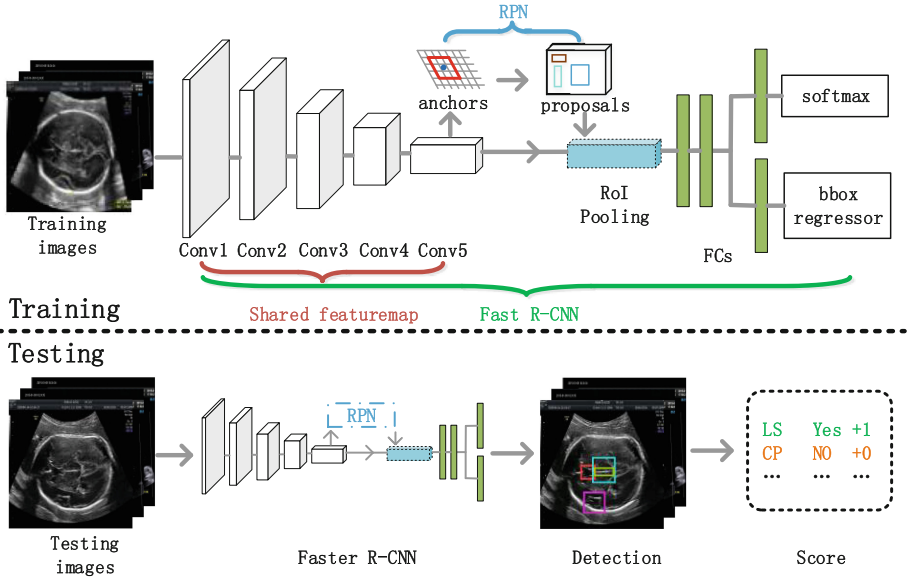 RPN
anchors
proposals
softmax
bbox
regressor
RoI
Pooling
FCs
Training
images
Conv1 Conv2 Conv3 Conv4 Conv5
Shared featuremap
Fast R-CNN
Training
Testing
RPN
LS Yes +1
CP NO +0
... ... ...
Testing
images
Faster R-CNN
Detection
Score